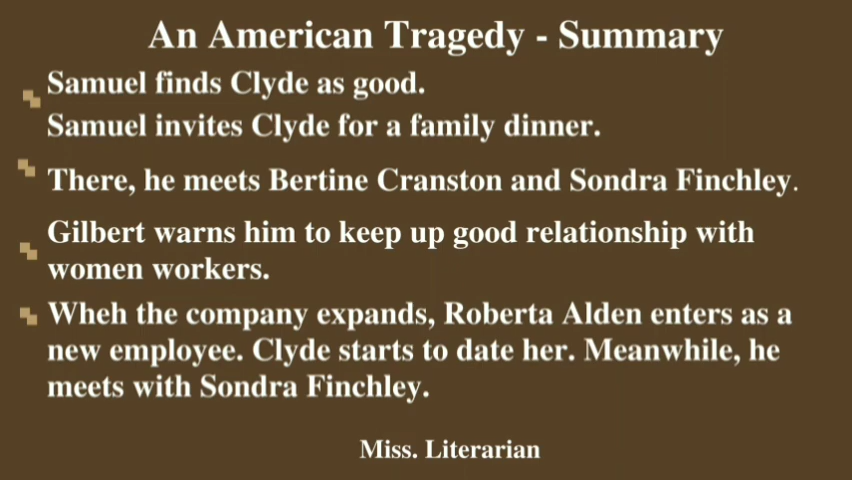 An American Tragedy - Summary
Samuel finds Clyde as good.
Samuel invites Clyde for a family dinner.
There, he meets Bertine Cranston and Sondra Finchley.
Gilbert warns him to keep up good relationship with
women workers.
Wheh the company expands, Roberta Alden enters as a
new employee. Clyde starts to date her. Meanwhile, he
meets with Sondra Finchley.
Miss. Literarian